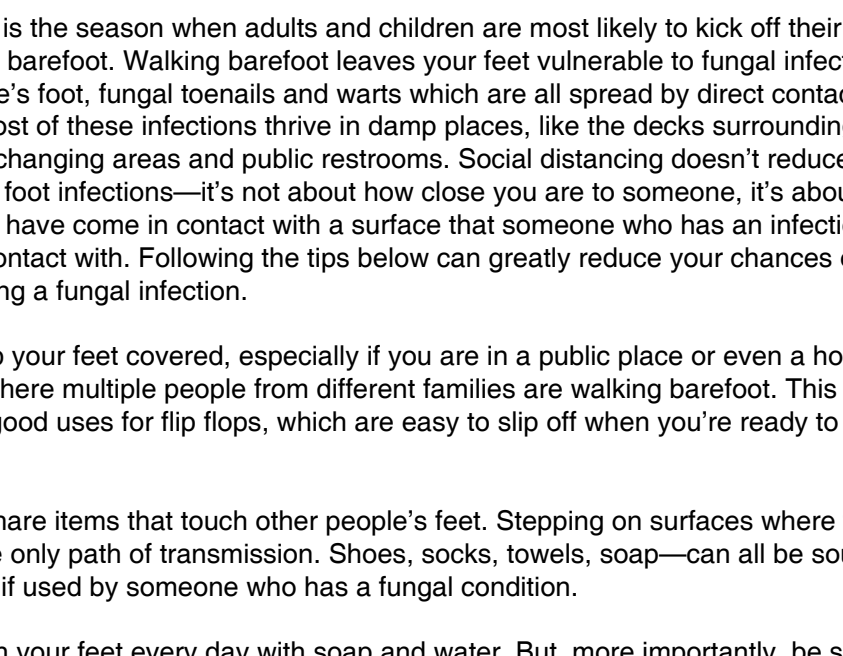 is the season when adults and children are most likely to kick off their
barefoot. Walking barefoot leaves your feet vulnerable to fungal infec
e’s foot, fungal toenails and warts which are all spread by direct conta
ost of these infections thrive in damp places, like the decks surroundin
changing areas and public restrooms. Social distancing doesn’t reduce
foot infections—it’s not about how close you are to someone, it’s abou
have come in contact with a surface that someone who has an infecti
ontact with. Following the tips below can greatly reduce your chances
ng a fungal infection.
your feet covered, especially if you are in a public place or even a ho
here multiple people from different families are walking barefoot. This
good uses for flip flops, which are easy to slip off when you’re ready to
hare items that touch other people’s feet. Stepping on surfaces where
e only path of transmission. Shoes, socks, towels, soap—can all be sou
if used by someone who has a fungal condition.
your feet every day with soap and water. But, more importantly, be s